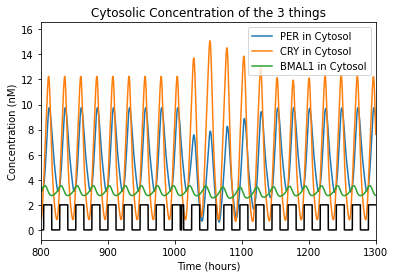 Cytosolic Concentration of the 3 things
PER in Cytosol
CRY in Cytosol
BMAL1 in Cytosol
Concentration (nM)
16
14
12
10
8
6
4
2
0
800
900
1000
1100
1200
1300
Time (hours)